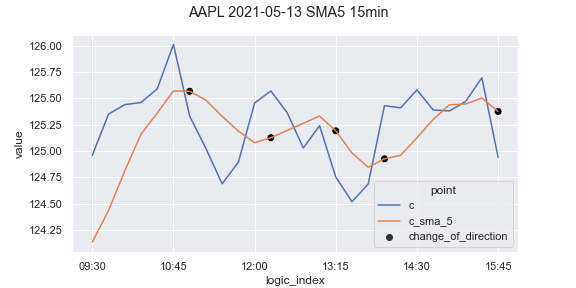 AAPL 2021-05-13 SMA5 15min
126.00
125.75
125.50
125.25
125.00
124.75
124.50
124.25
value
point
c
c_sma_5
change_of_direction
09:30 10:45 12:00 13:15 14:30 15:45
logic_index